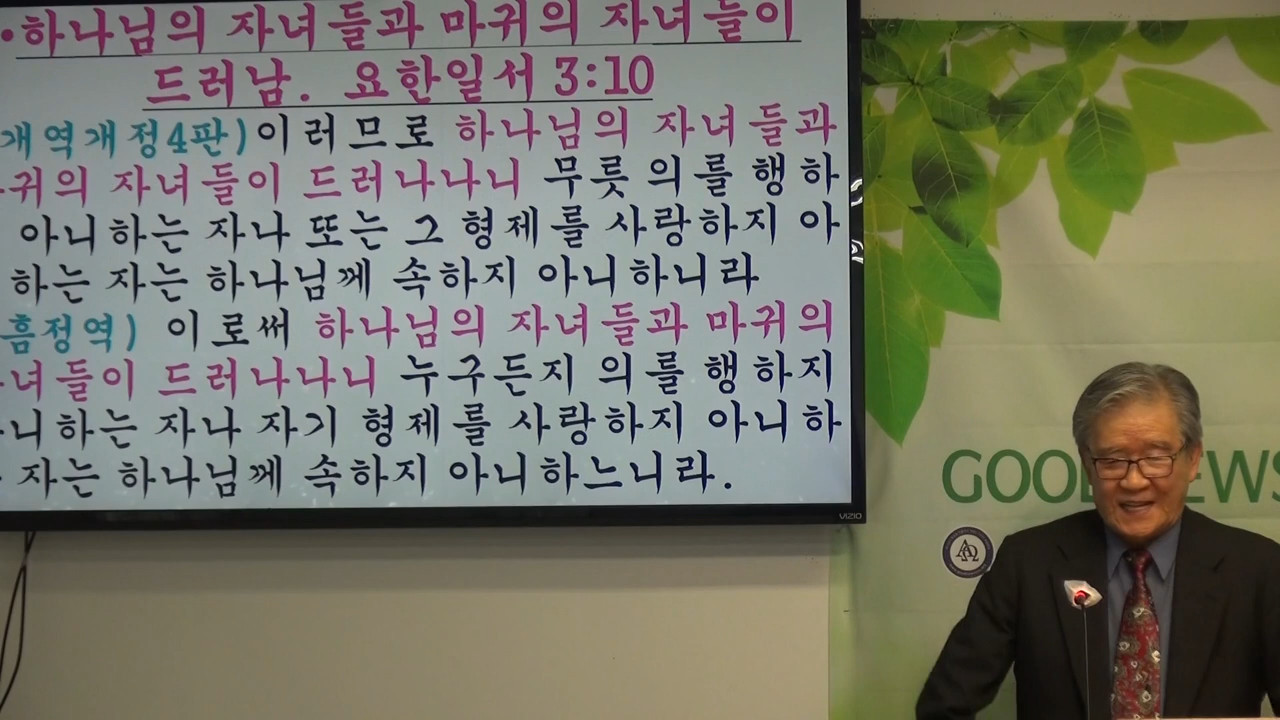 •하나님의 자녀들과 마귀의 자녀들이
드러남. 요한일서 3:10
개역개정4판)이러므로 하나님의 자녀들과
귀의 자녀들이 드러나나니 무릇 의를 행하
아니하는 자나 또는 그 형제를 사랑하지 아
하는 자는 하나님께 속하지 아니하니라
흠정역) 이로써 하나님의 자녀들과 마귀의
녀들이 드러나나니 누구든지 의를 행하지
니하는 자나 자기 형제를 사랑하지 아니하
자는 하나님께 속하지 아니하느니라.
VIZIO
GOOD EWS